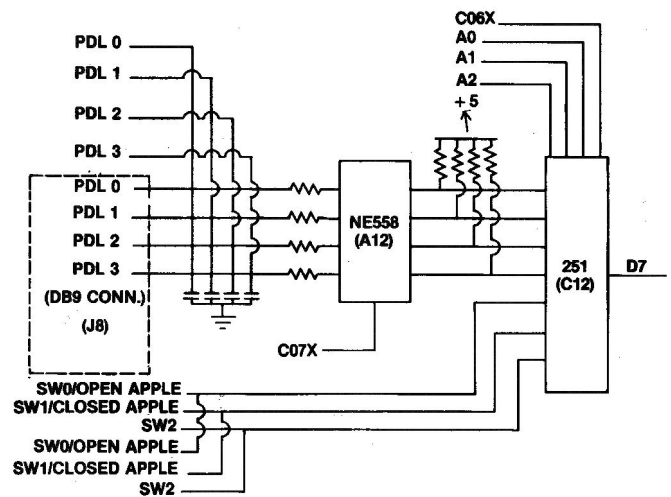 C06X
A0
A1
A2
+ 5
PDL 0
PDL 1
PDL 2
PDL 3
PDL 0
PDL 1
PDL 2
PDL 3
(DB9 CONN.)
(J8)
NE558
(A12)
C07X
251
(C12)
D7
SW0/OPEN APPLE
SW1/CLOSED APPLE
SW2
SW0/OPEN APPLE
SW1/CLOSED APPLE
SW2